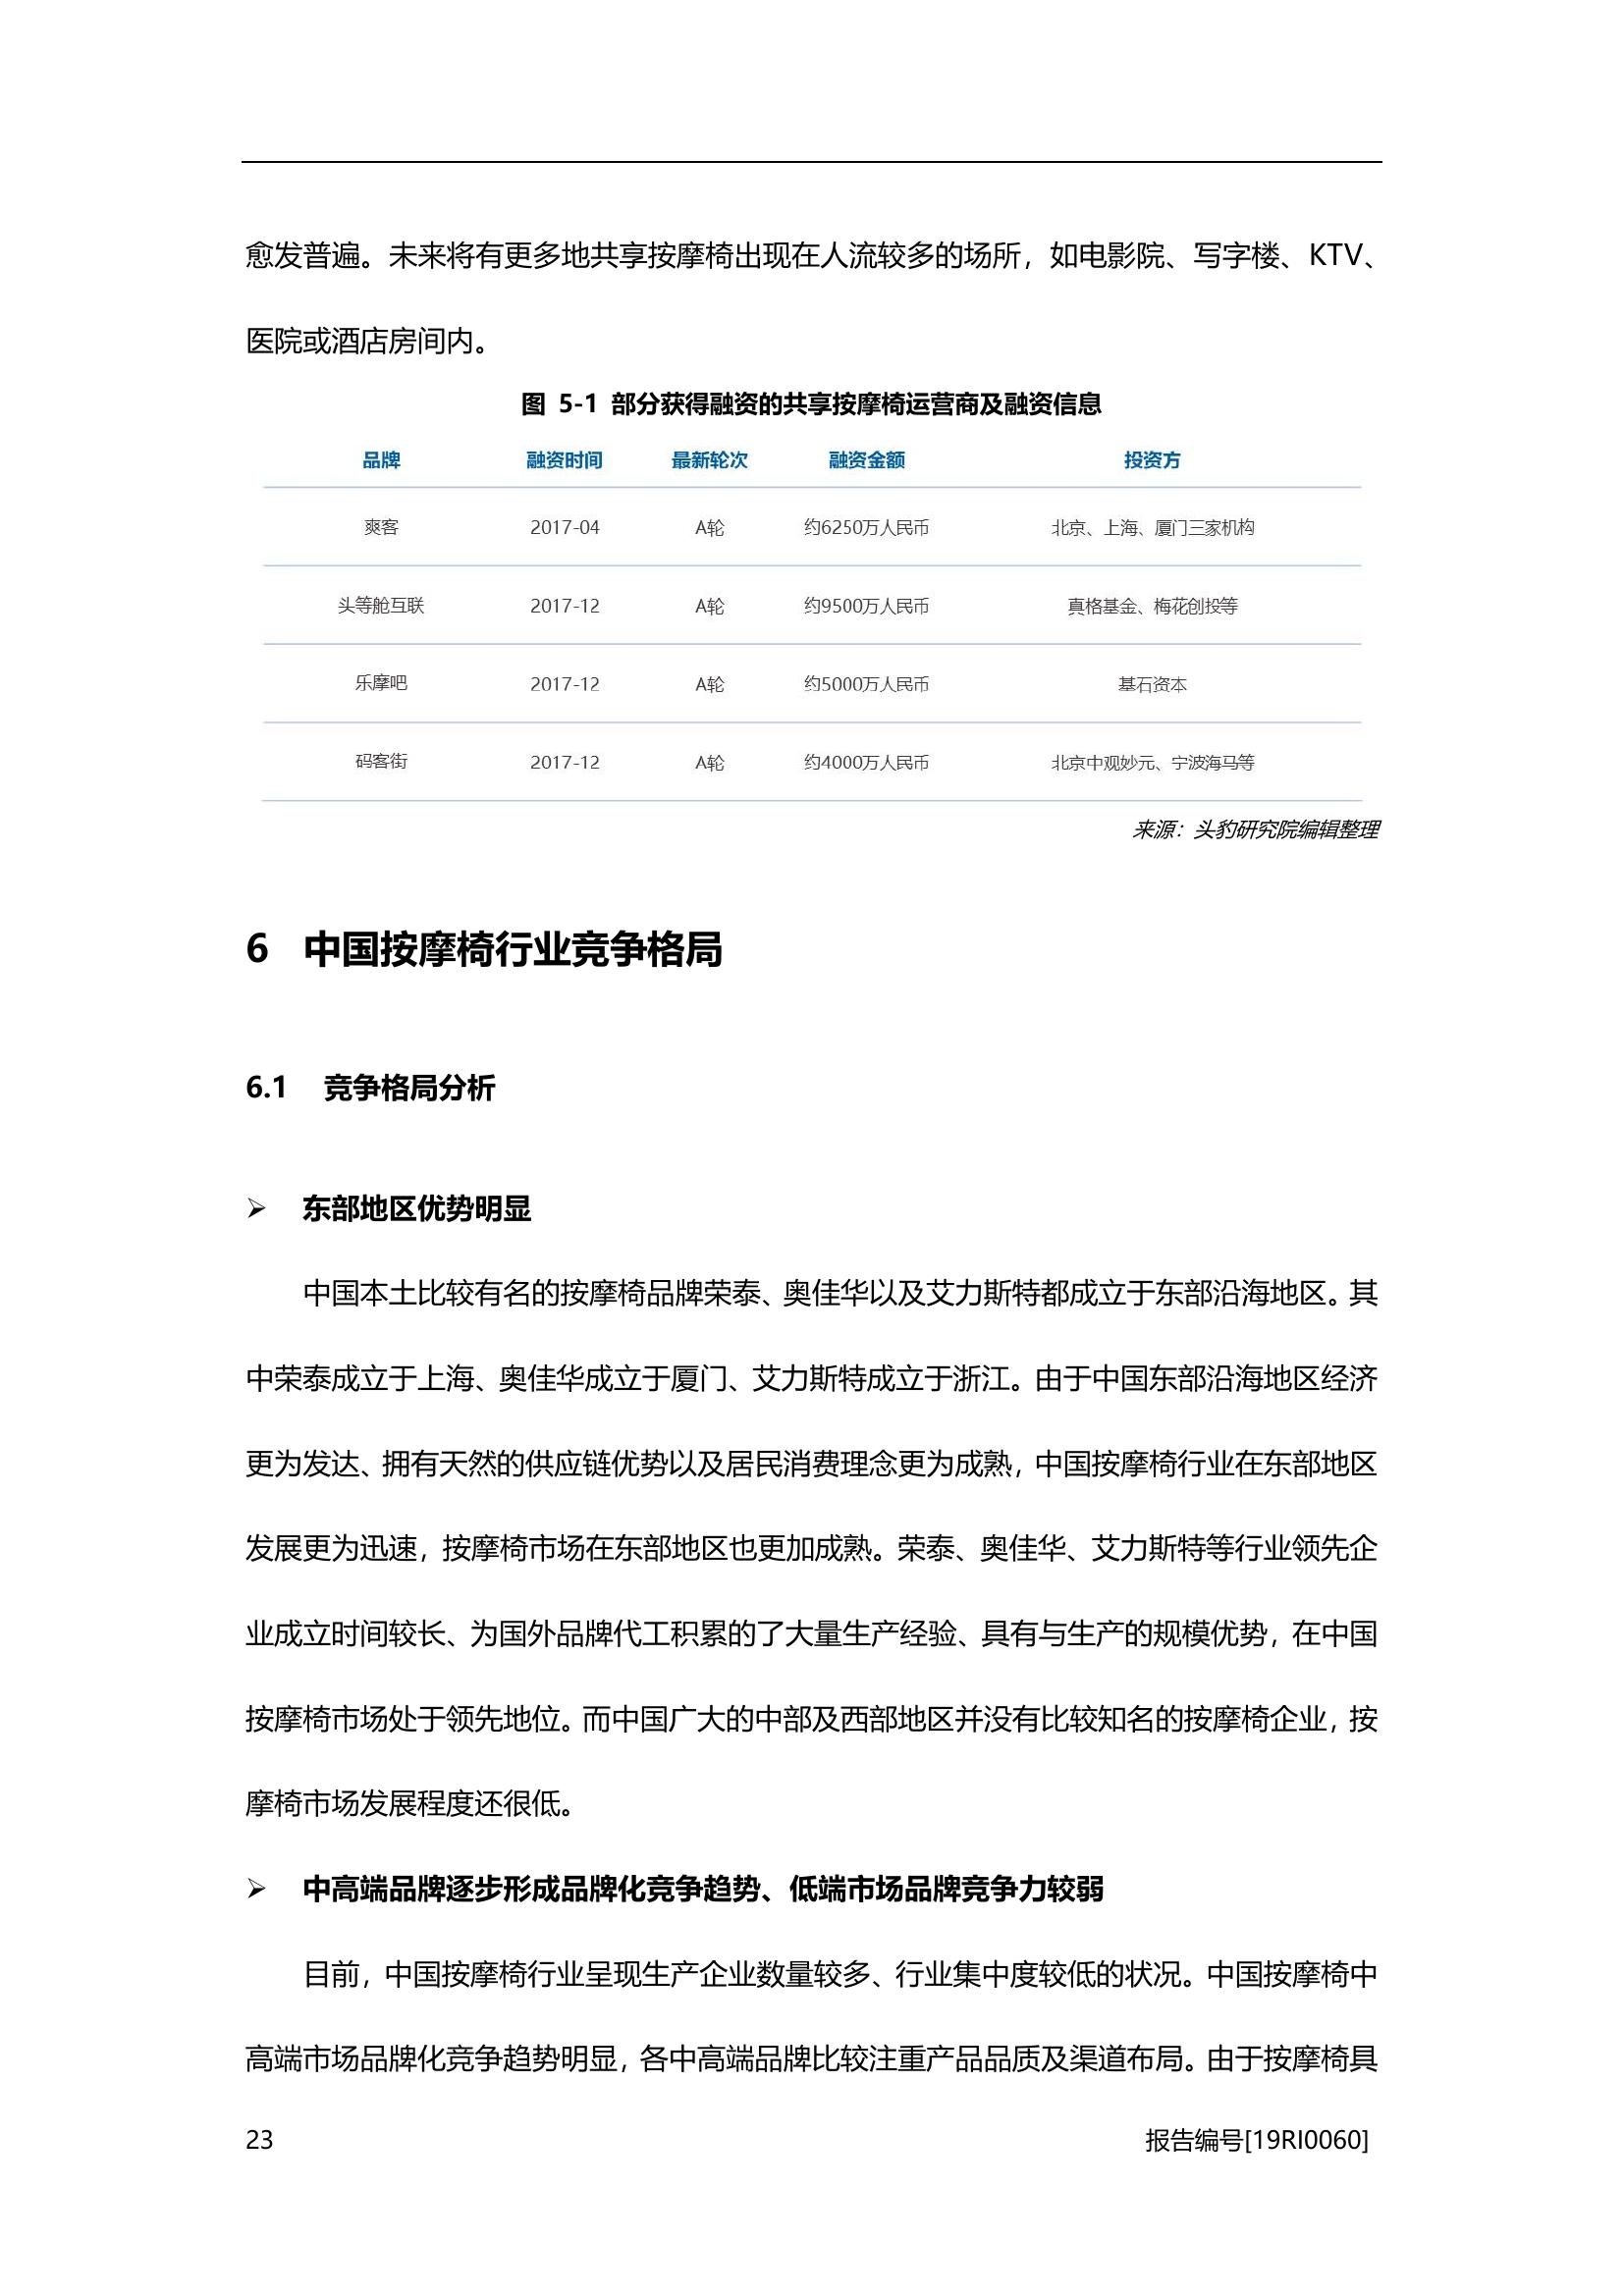 愈发普遍。未来将有更多地共享按摩椅出现在人流较多的场所，如电影院、写字楼、KTV、
医院或酒店房间内。
图 5-1 部分获得融资的共享按摩椅运营商及融资信息
品牌 融资时间 最新轮次 融资金额 投资方
爽客 2017-04 A轮 约6250万人民币 北京、上海、厦门三家机构
头等舱互联 2017-12 A轮 约9500万人民币 真格基金、梅花创投等
乐摩吧 2017-12 A轮 约5000万人民币 基石资本
码客街 2017-12 A轮 约4000万人民币 北京中观妙元、宁波海马等
来源：头豹研究院编辑整理
6 中国按摩椅行业竞争格局
6.1 竞争格局分析
➢ 东部地区优势明显
中国本土比较有名的按摩椅品牌荣泰、奥佳华以及艾力斯特都成立于东部沿海地区。其
中荣泰成立于上海、奥佳华成立于厦门、艾力斯特成立于浙江。由于中国东部沿海地区经济
更为发达、拥有天然的供应链优势以及居民消费理念更为成熟，中国按摩椅行业在东部地区
发展更为迅速，按摩椅市场在东部地区也更加成熟。荣泰、奥佳华、艾力斯特等行业领先企
业成立时间较长、为国外品牌代工积累的了大量生产经验、具有与生产的规模优势，在中国
按摩椅市场处于领先地位。而中国广大的中部及西部地区并没有比较知名的按摩椅企业，按
摩椅市场发展程度还很低。
➢ 中高端品牌逐步形成品牌化竞争趋势、低端市场品牌竞争力较弱
目前，中国按摩椅行业呈现生产企业数量较多、行业集中度较低的状况。中国按摩椅中
高端市场品牌化竞争趋势明显，各中高端品牌比较注重产品品质及渠道布局。由于按摩椅具
23 报告编号[19RI0060]